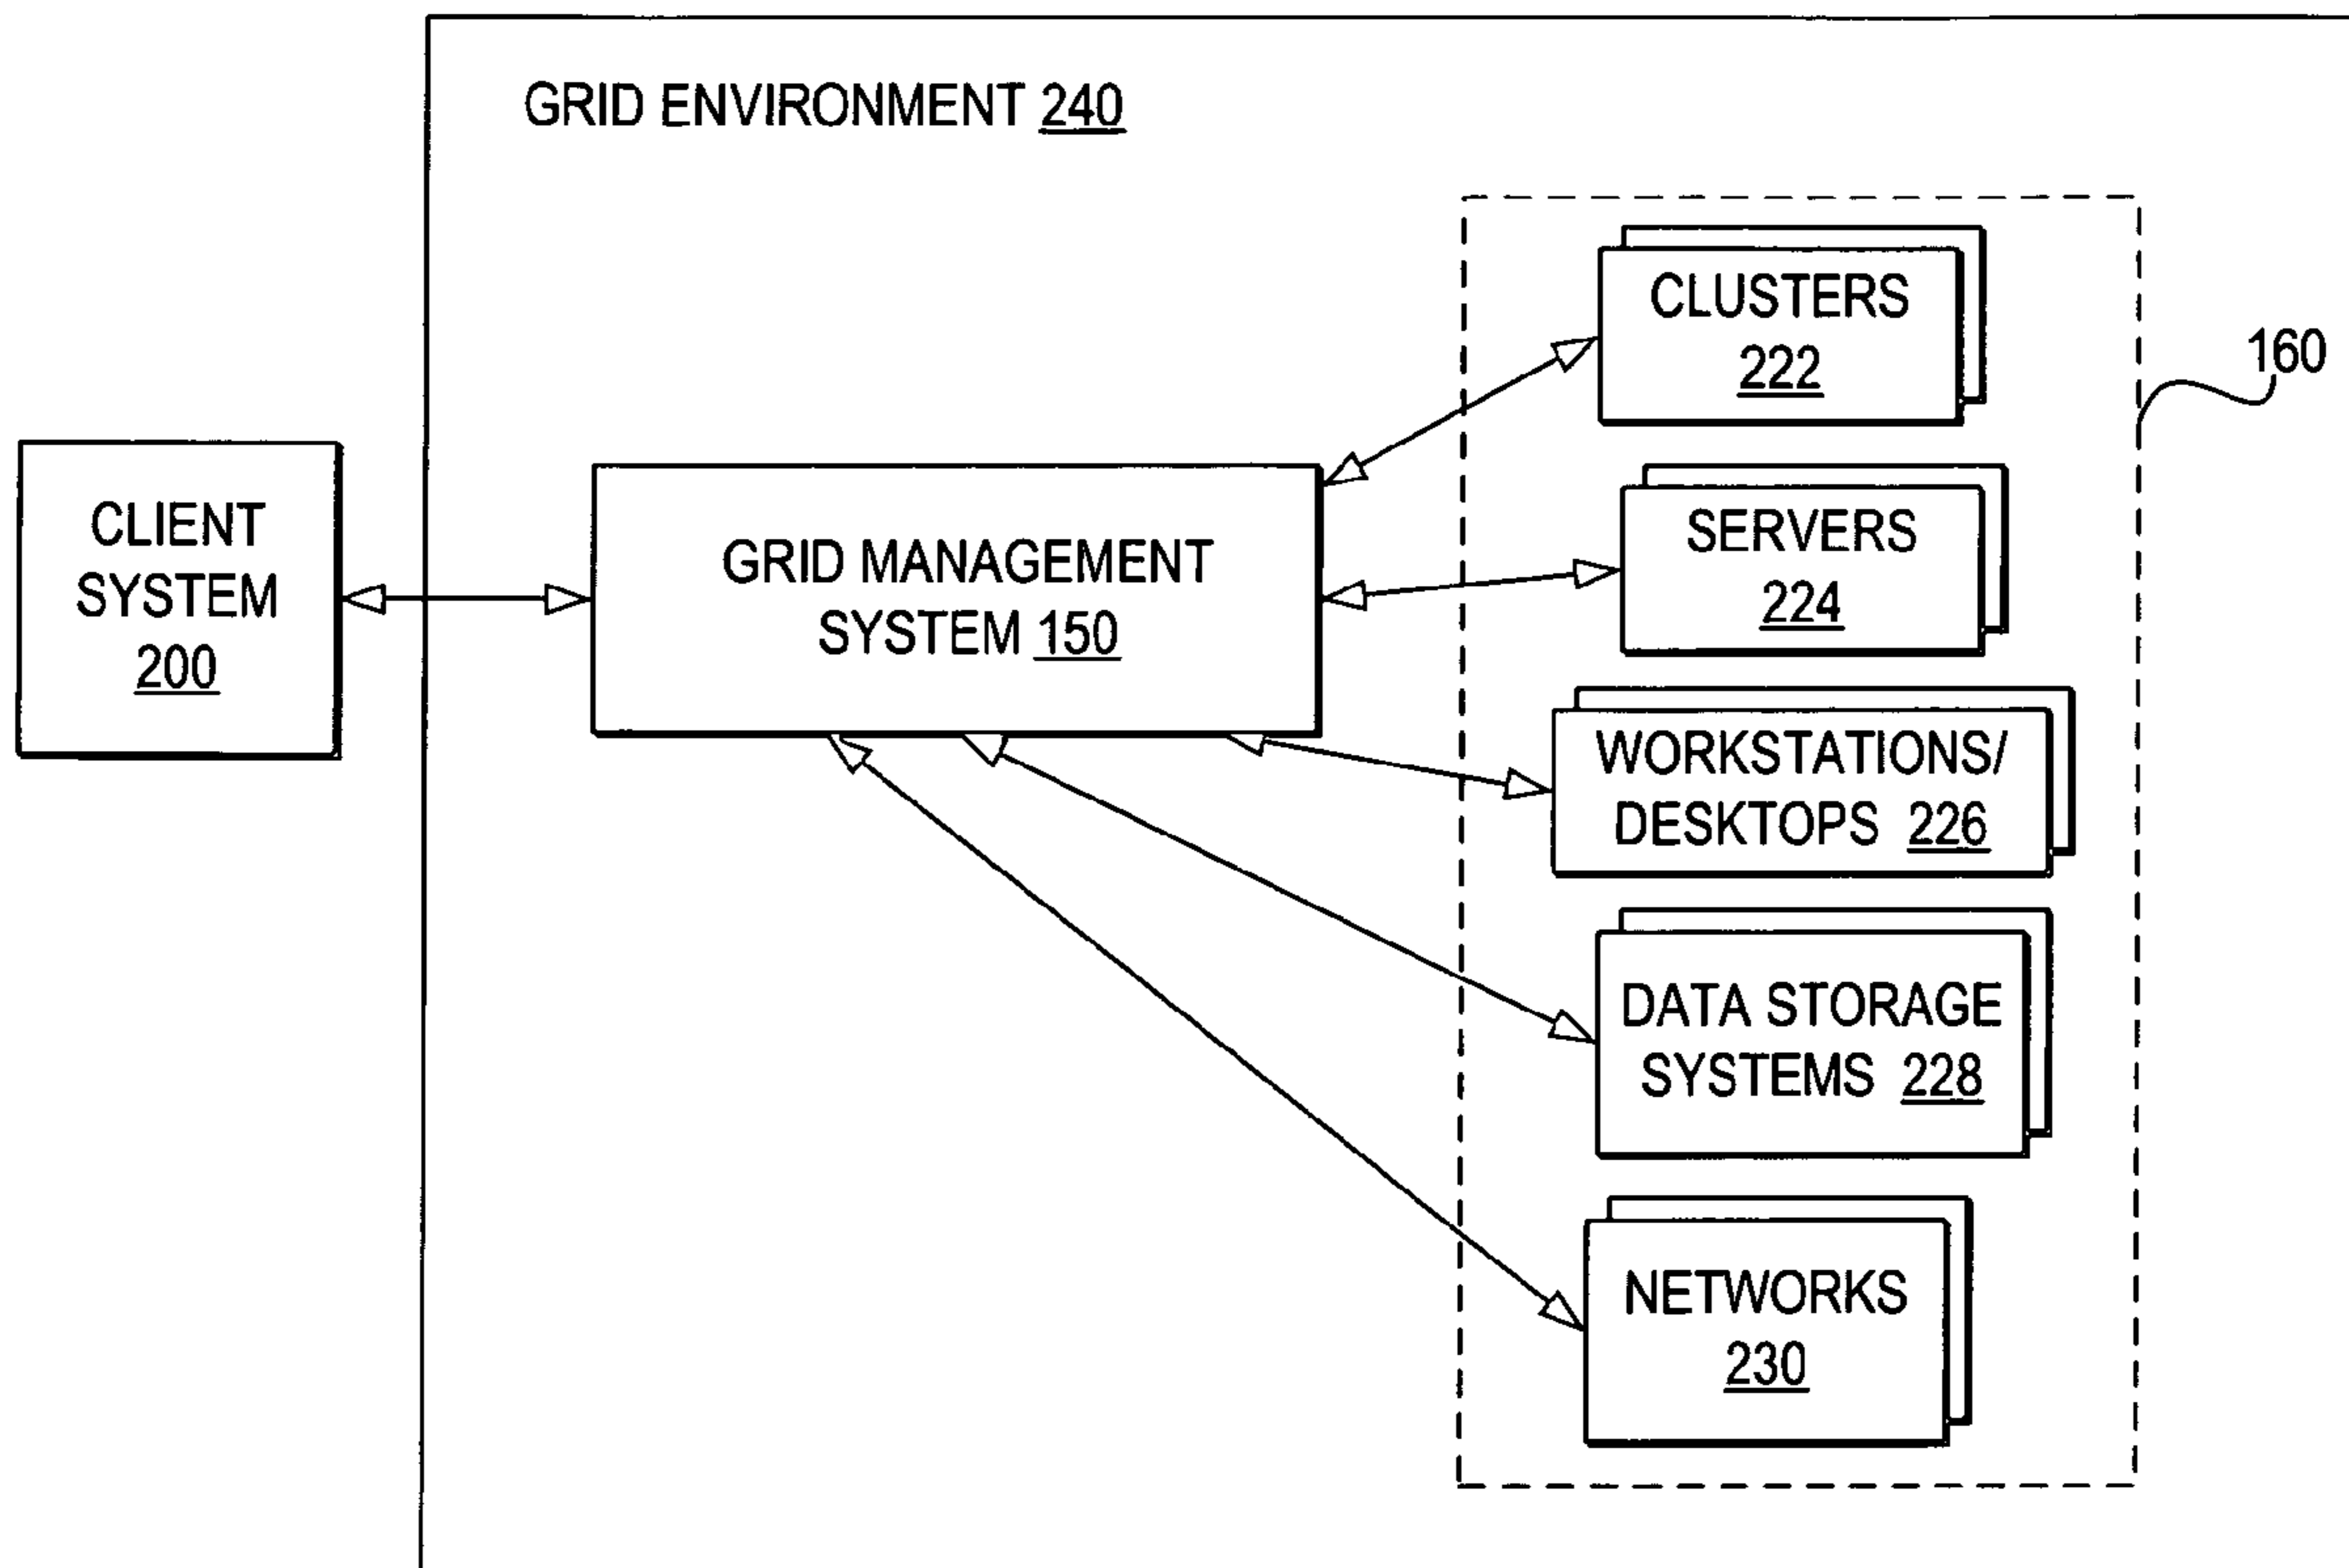 GRID ENVIRONMENT 240
CLIENT
SYSTEM
200
GRID MANAGEMENT
SYSTEM 150
CLUSTERS
222
160
SERVERS
224
WORKSTATIONS/
DESKTOPS 226
DATA STORAGE
SYSTEMS 228
NETWORKS
230